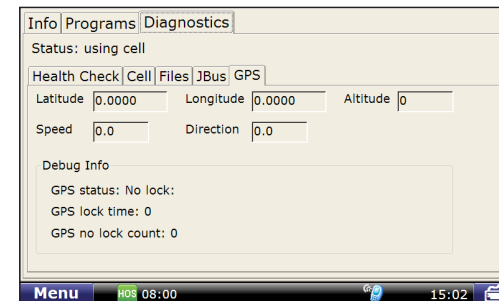 Info Programs Diagnostics
Status: using cell
Health Check Cell Files JBus GPS
Latitude 0.0000 Longitude 0.0000 Altitude 0
Speed 0.0 Direction 0.0
Debug Info
GPS status: No lock:
GPS lock time: 0
GPS no lock count: 0
Menu HOS 08:00 15:02